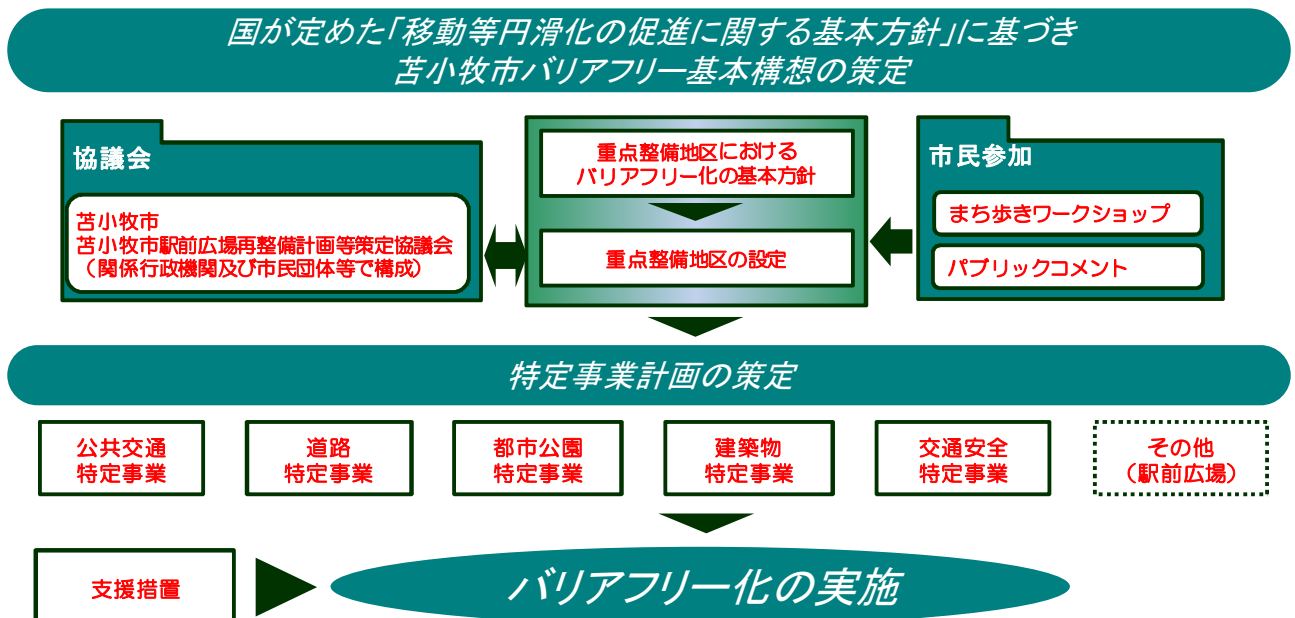 国が定めた「移動等円滑化の促進に関する基本方針」に基づき
苫小牧市バリアフリー基本構想の策定
協議会
苫小牧市
苫小牧市駅前広場再整備計画等策定協議会
（関係行政機関及び市民団体等で構成）
重点整備地区における
バリアフリー化の基本方針
重点整備地区の設定
市民参加
まち歩きワークショップ
パブリックコメント
特定事業計画の策定
公共交通
特定事業
道路
特定事業
都市公園
特定事業
建築物
特定事業
交通安全
特定事業
その他
（駅前広場）
支援措置
バリアフリー化の実施